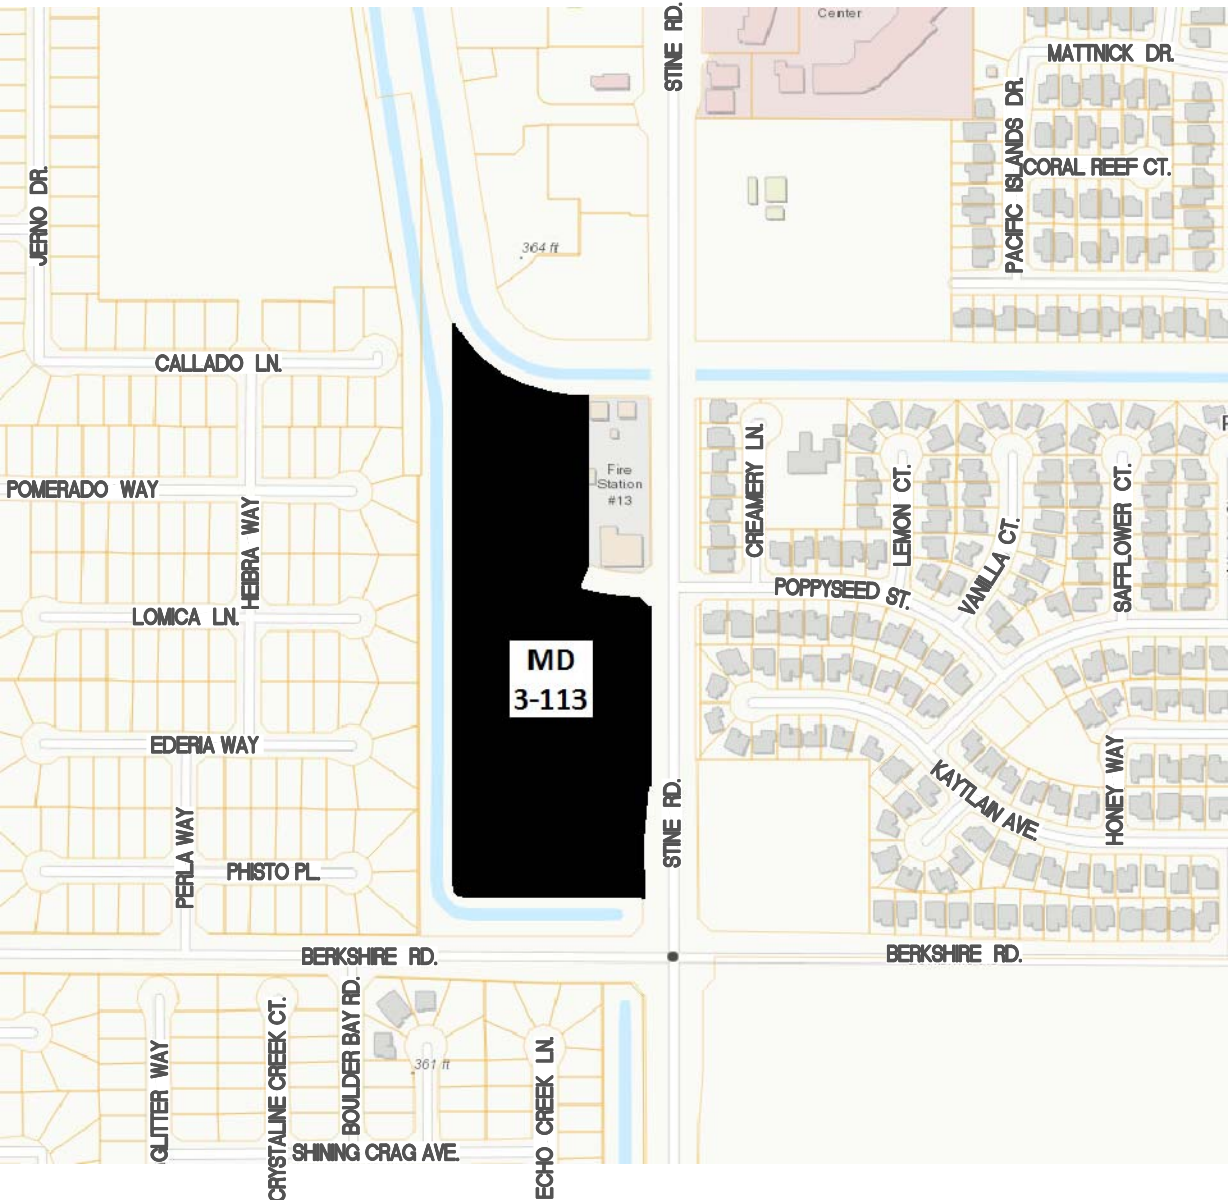 STINE RD.
Center
MATTNICK DR.
PACIFIC ISLANDS DR.
CORAL REEF CT.
JERNO DR.
364 ft
CALLADO LN.
POMERADO WAY
HEIBRA WAY
Fire
Station
#13
CREAMERY LN.
LEMON CT.
VANILLA CT.
SAFFLOWER CT.
POPPYSEED ST.
LOMICA LN.
MD
3-113
EDERIA WAY
PERLA WAY
PHISTO PL.
STINE RD.
KAYTLAIN AVE.
HONEY WAY
BERKSHIRE RD.
BERKSHIRE RD.
GLITTER WAY
CRYSTALINE CREEK CT.
BOULDER BAY RD.
361 ft
ECHO CREEK LN.
SHINING CRAG AVE.